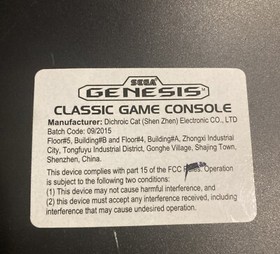 SEGA
GENESIS™
CLASSIC GAME CONSOLE
Manufacturer: Dichroic Cat (Shen Zhen) Electronic CO., LTD
Batch Code: 09/2015
Floor#5, Building#B and Floor#4, Building#A, Zhongxi Industrial
City, Tongfuyu Industrial District, Gonghe Village, Shajing Town,
Shenzhen, China.
This device complies with part 15 of the FCC Rules. Operation
is subject to the following two conditions:
(1) This device may not cause harmful interference, and
(2) this device must accept any interference received, including
interference that may cause undesired operation.